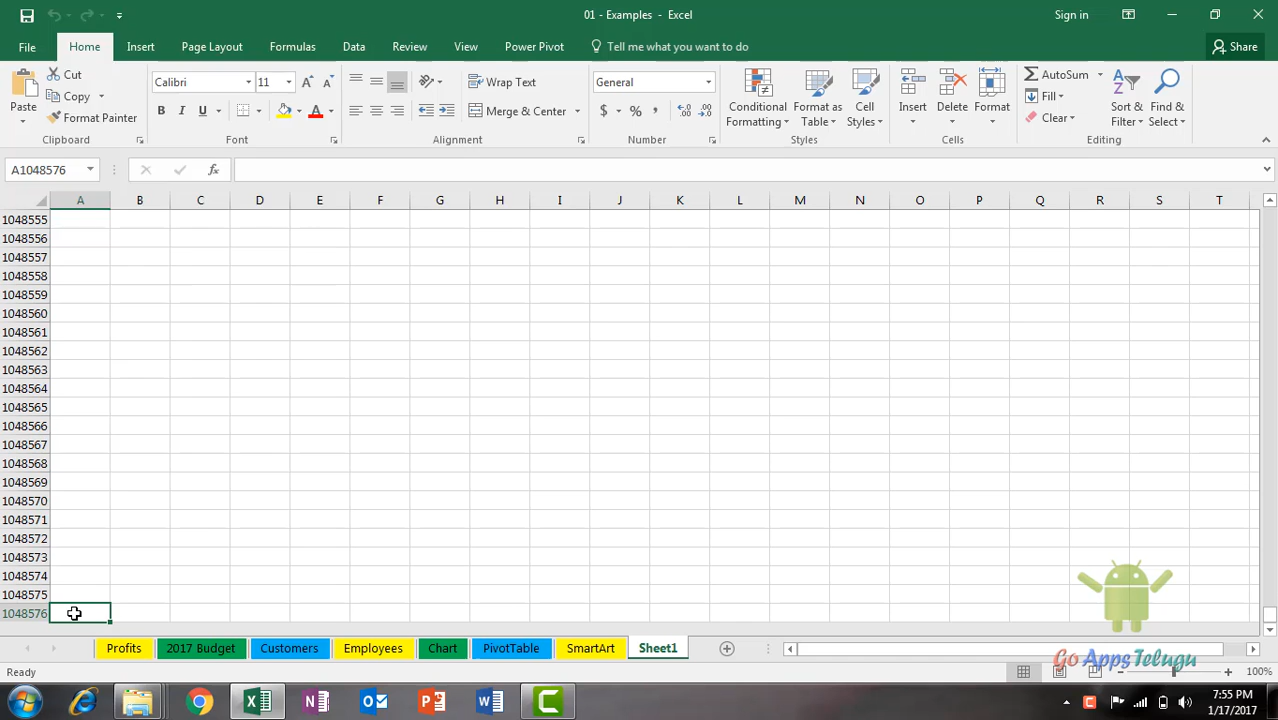 01 - Examples - Excel
Sign in
File
Home
Insert
Page Layout
Formulas
Data
Review
View
Power Pivot
Tell me what you want to do
Share
Paste
Cut
Copy
Format Painter
Clipboard
Calibri
11
B I U
A
Font
Wrap Text
Merge & Center
Alignment
General
$ % ,
Number
Conditional Formatting
Format as Table
Cell Styles
Styles
Insert
Delete
Format
Cells
AutoSum
Fill
Clear
Sort & Filter
Find & Select
Editing
A1048576
fx
A B C D E F G H I J K L M N O P Q R S T
1048555
1048556
1048557
1048558
1048559
1048560
1048561
1048562
1048563
1048564
1048565
1048566
1048567
1048568
1048569
1048570
1048571
1048572
1048573
1048574
1048575
1048576
Profits
2017 Budget
Customers
Employees
Chart
PivotTable
SmartArt
Sheet1
Go AppsTelugu
Ready
100%
7:55 PM
1/17/2017